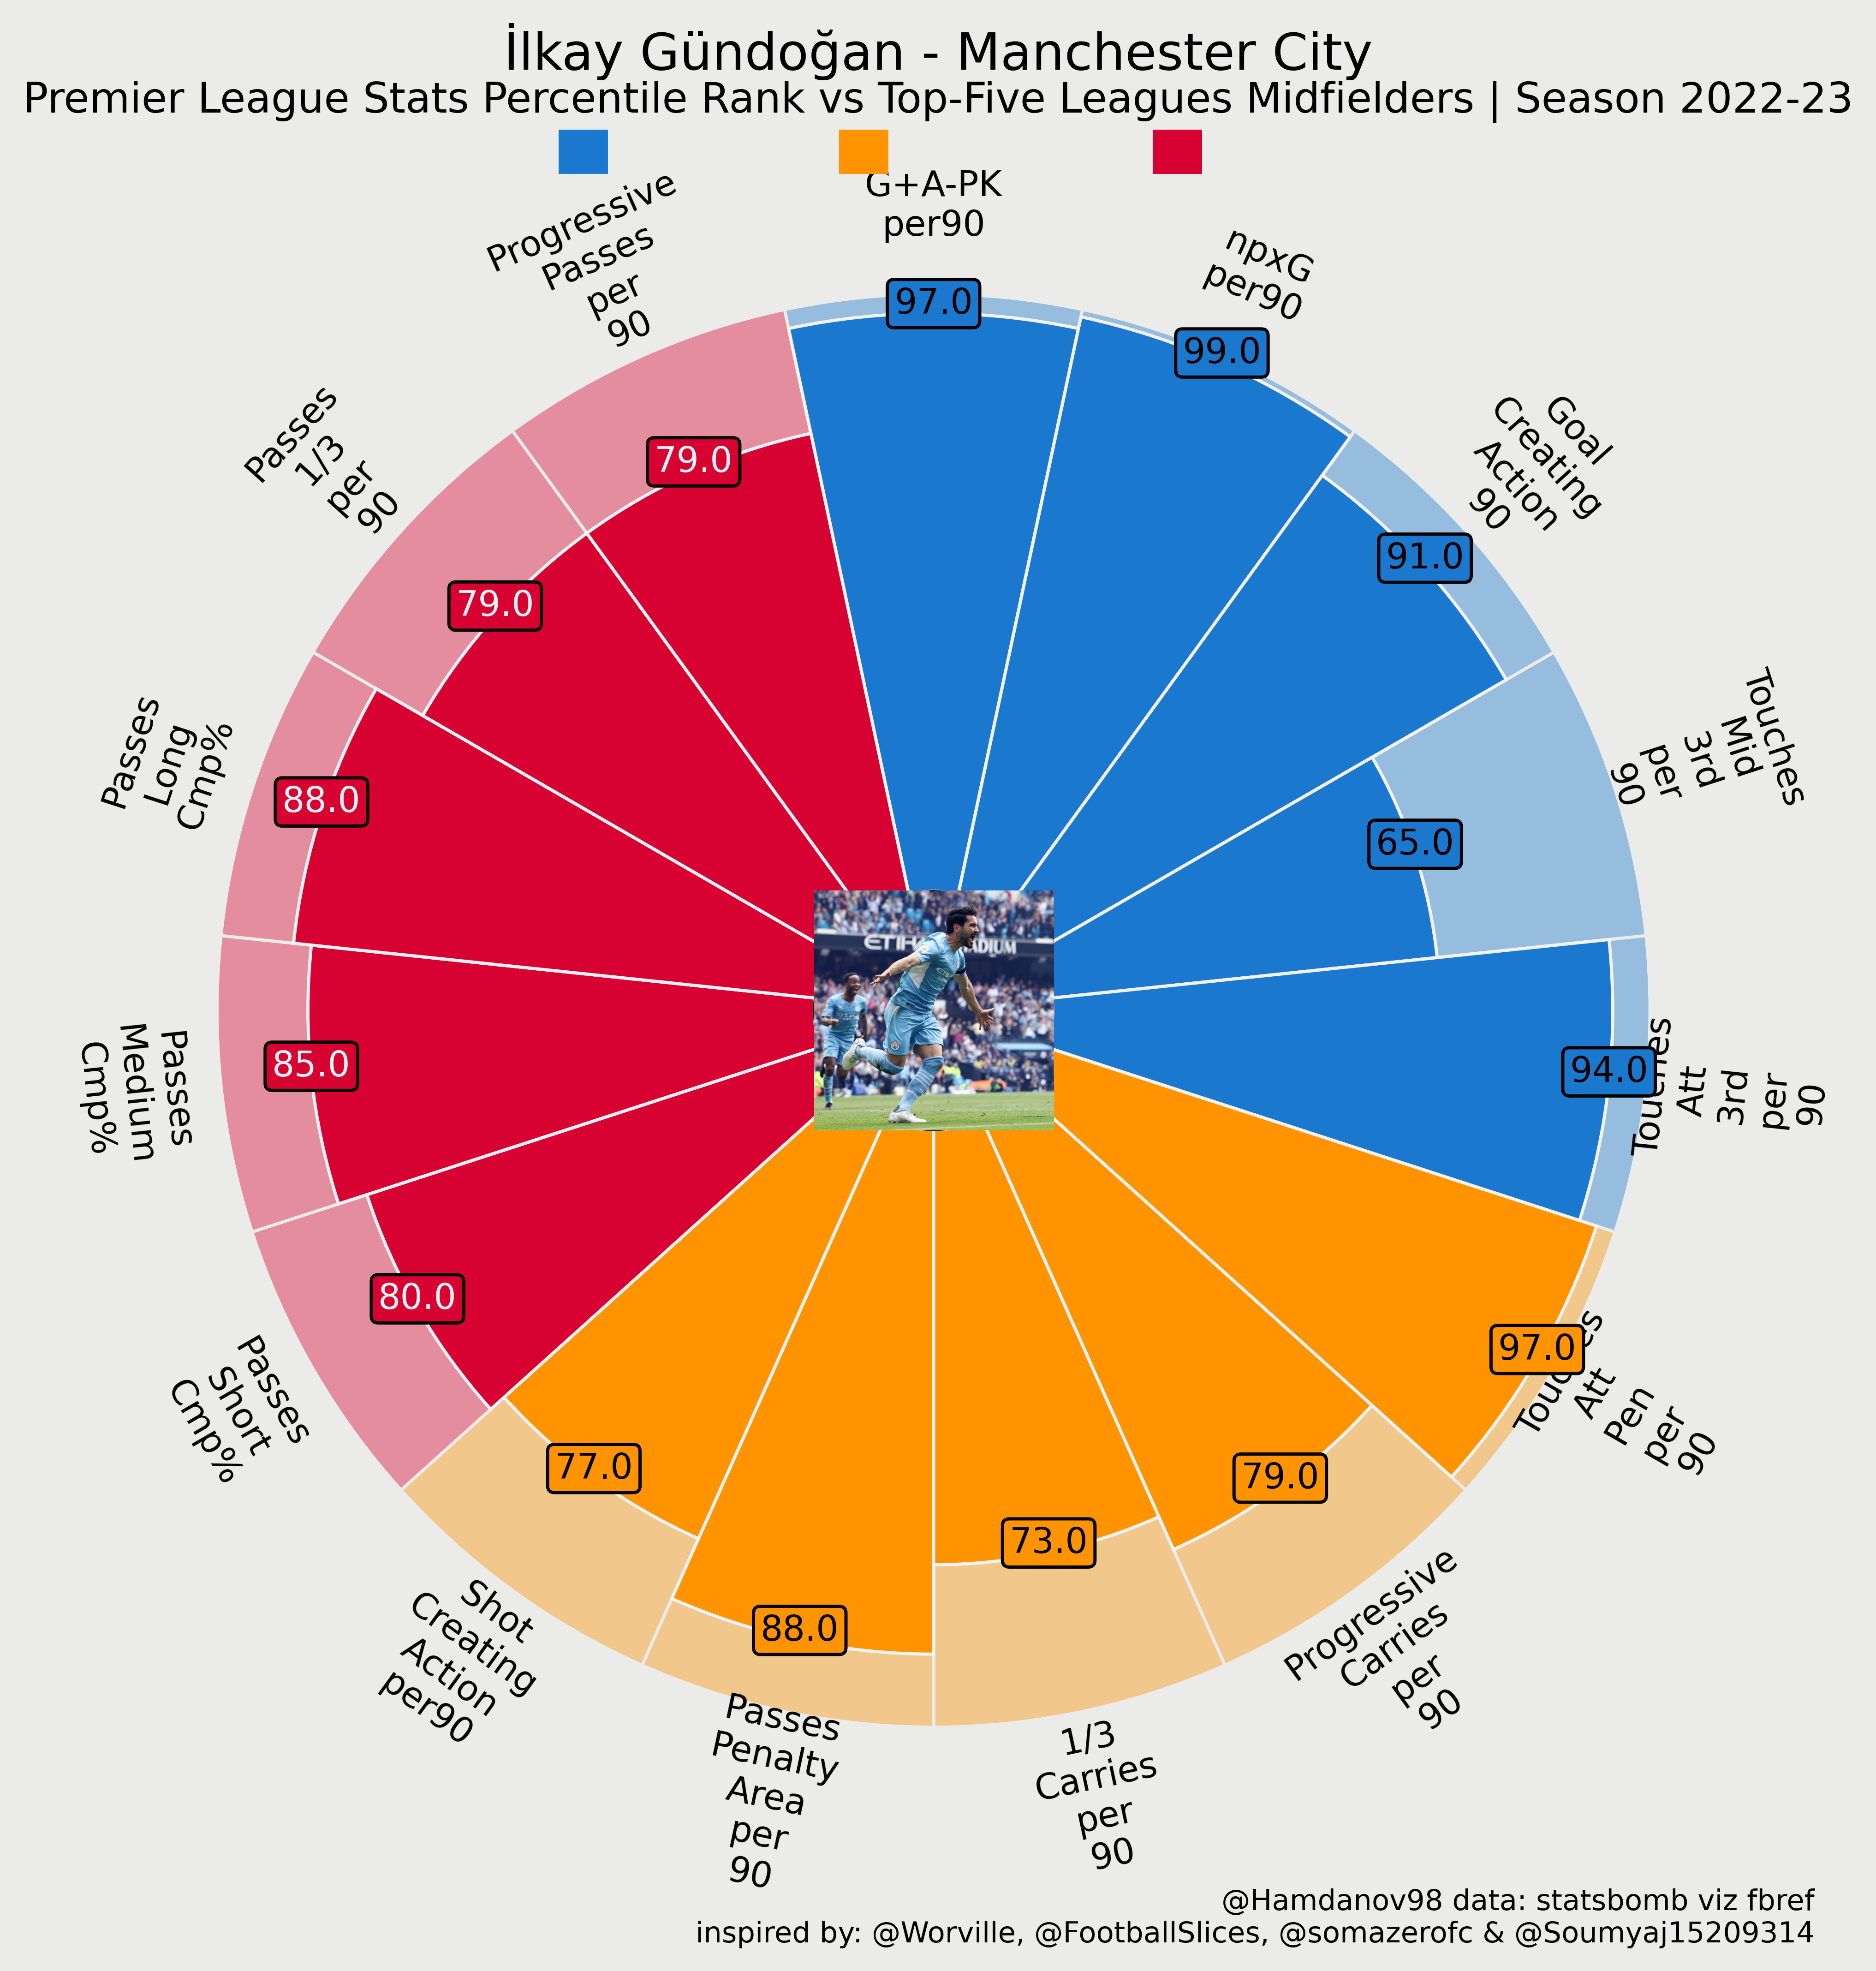 İlkay Gündoğan - Manchester City
Premier League Stats Percentile Rank vs Top-Five Leagues Midfielders | Season 2022-23
G+A-PK
per90
97.0
npxG
per90
99.0
Goal
Creating
Action
90
91.0
Touches
Mid
3rd
per
90
65.0
Touches
Att
3rd
per
90
94.0
Touches
Att
Pen
per
90
97.0
Progressive
Carries
per
90
79.0
1/3
Carries
per
90
73.0
Passes
Penalty
Area
per
90
88.0
Shot
Creating
Action
per90
77.0
Passes
Short
Cmp%
80.0
Passes
Medium
Cmp%
85.0
Passes
Long
Cmp%
88.0
Passes
1/3
per
90
79.0
Progressive
Passes
per
90
79.0
@Hamdanov98 data: statsbomb viz fbref
inspired by: @Worville, @FootballSlices, @somazerofc & @Soumyaj15209314